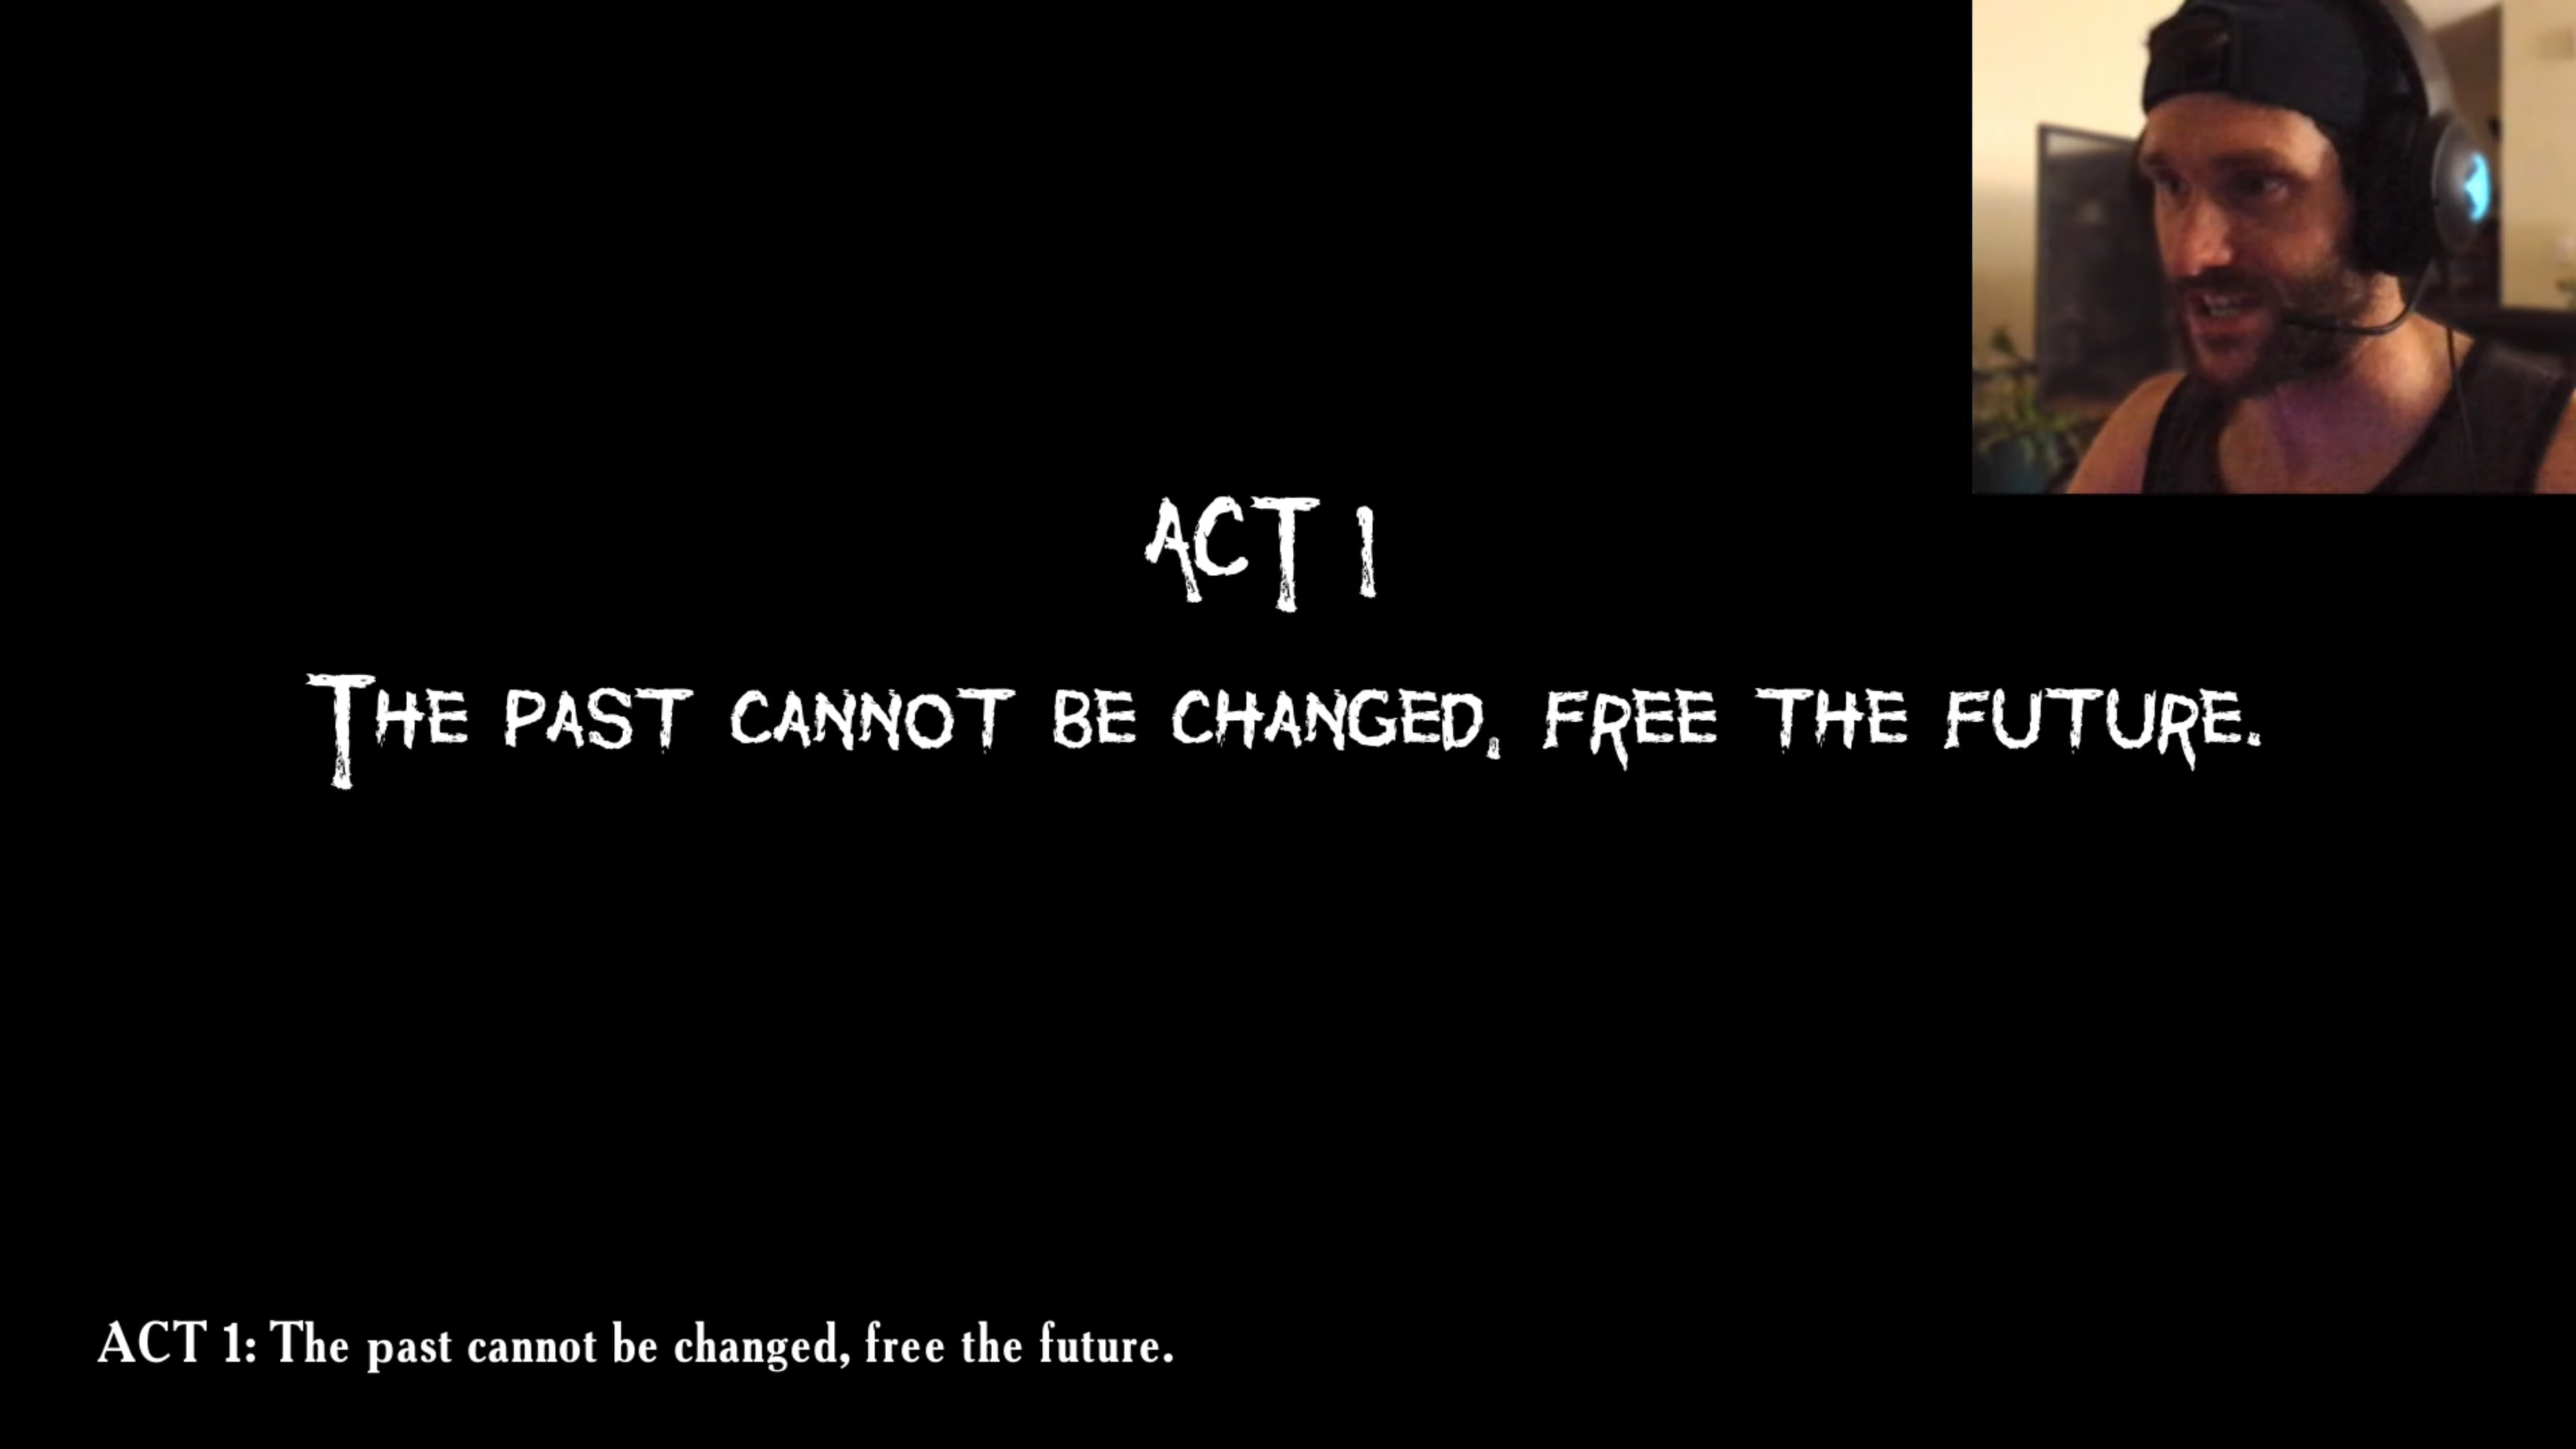 ACT 1
THE PAST CANNOT BE CHANGED, FREE THE FUTURE.
ACT 1: The past cannot be changed, free the future.